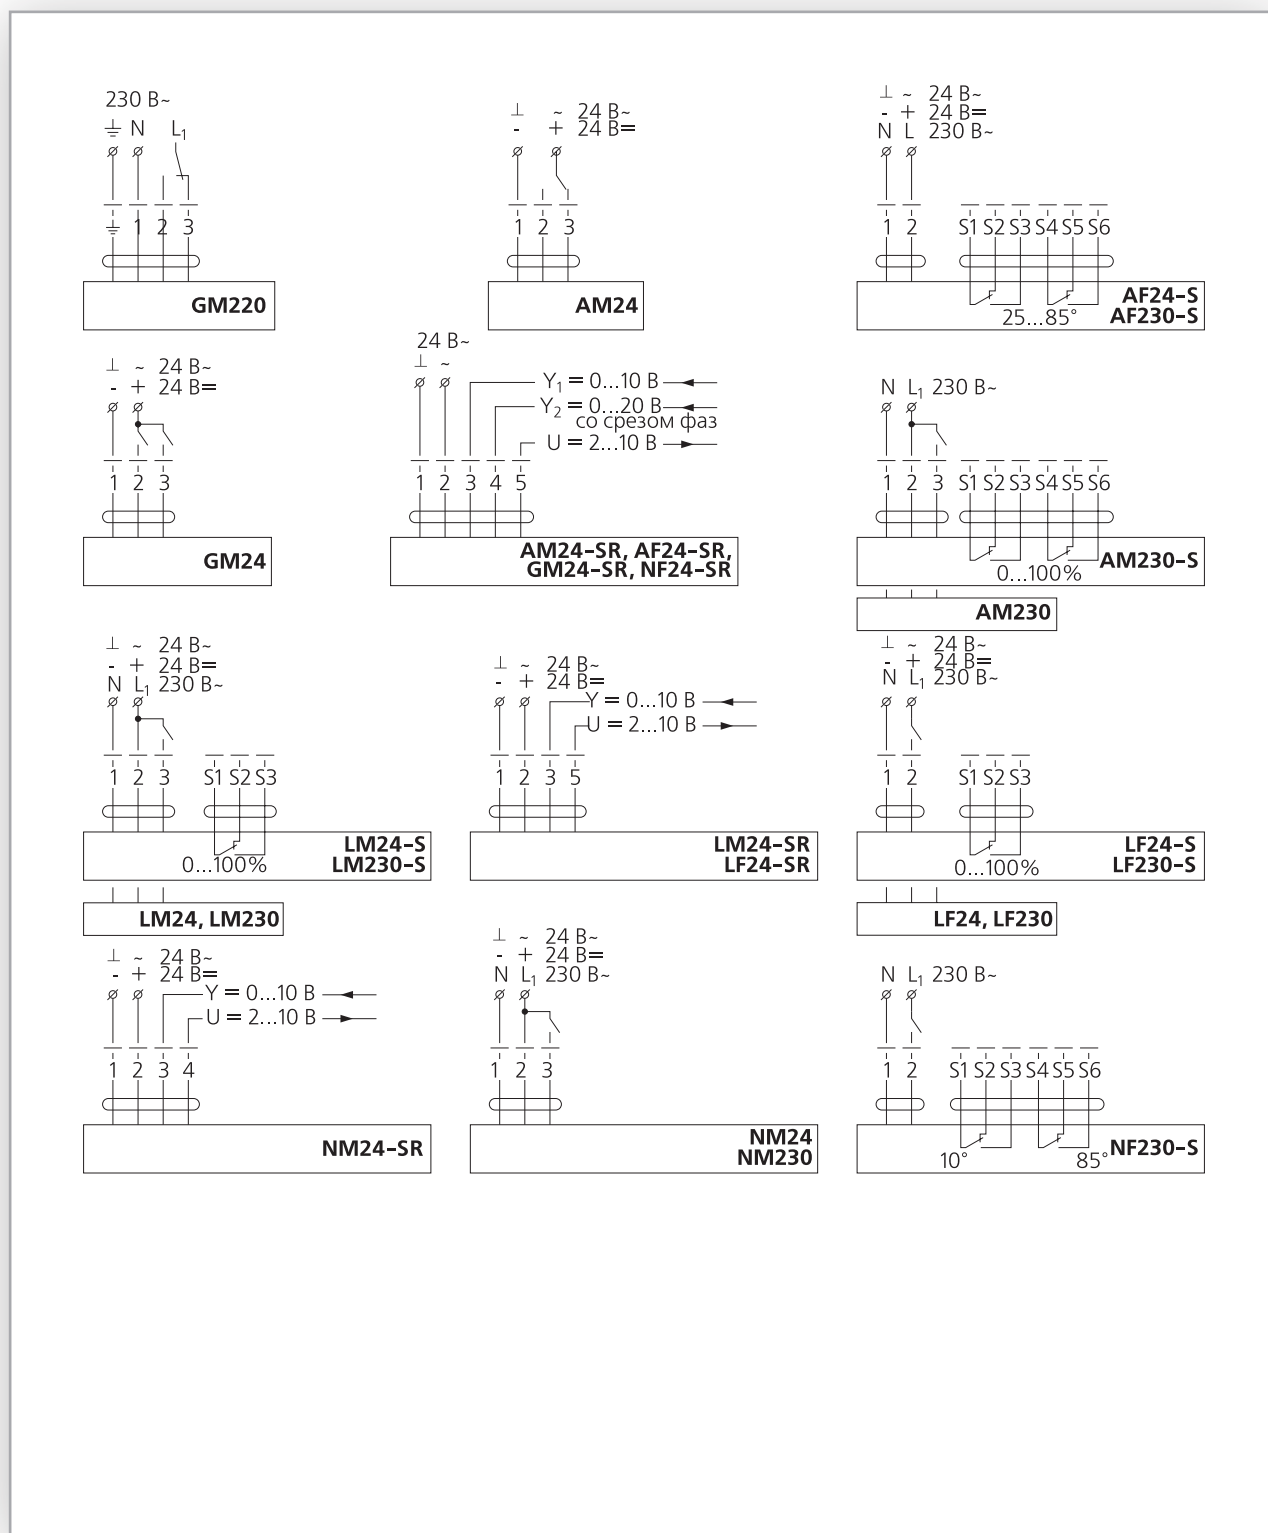 230 В~
⏚ N L1
⏚ 1 2 3
GM220
⊥ ~ 24 В~
- + 24 В=
1 2 3
AM24
⊥ ~ 24 В~
- + 24 В=
N L 230 В~
1 2 S1 S2 S3 S4 S5 S6
25...85°
AF24-S
AF230-S
⊥ ~ 24 В~
- + 24 В=
1 2 3
GM24
24 В~
⊥ ~
Y1 = 0...10 В
Y2 = 0...20 В
со срезом фаз
U = 2...10 В
1 2 3 4 5
AM24-SR, AF24-SR,
GM24-SR, NF24-SR
N L1 230 В~
1 2 3 S1 S2 S3 S4 S5 S6
0...100%
AM230-S
AM230
⊥ ~ 24 В~
- + 24 В=
N L1 230 В~
1 2 3 S1 S2 S3
0...100%
LM24-S
LM230-S
LM24, LM230
⊥ ~ 24 В~
- + 24 В=
Y = 0...10 В
U = 2...10 В
1 2 3 5
LM24-SR
LF24-SR
⊥ ~ 24 В~
- + 24 В=
N L1 230 В~
1 2 S1 S2 S3
0...100%
LF24-S
LF230-S
LF24, LF230
⊥ ~ 24 В~
- + 24 В=
Y = 0...10 В
U = 2...10 В
1 2 3 4
NM24-SR
⊥ ~ 24 В~
- + 24 В=
N L1 230 В~
1 2 3
NM24
NM230
N L1 230 В~
1 2 S1 S2 S3 S4 S5 S6
10° 85°
NF230-S